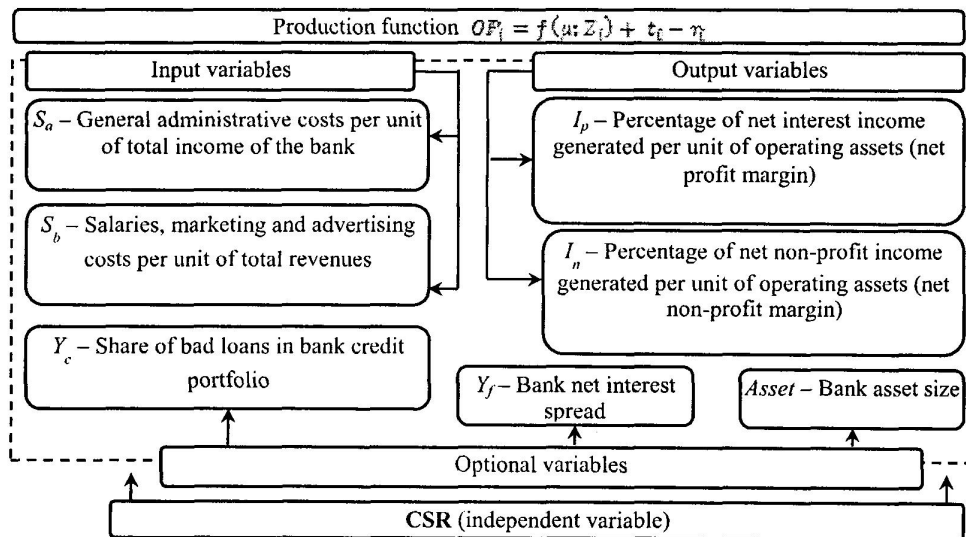 Production function OP_i = f(μ; Z_i) + t_i − η_i
Input variables
Output variables
S_a – General administrative costs per unit
of total income of the bank
I_p – Percentage of net interest income
generated per unit of operating assets (net
profit margin)
S_b – Salaries, marketing and advertising
costs per unit of total revenues
I_n – Percentage of net non-profit income
generated per unit of operating assets (net
non-profit margin)
Y_c – Share of bad loans in bank credit
portfolio
Y_f – Bank net interest
spread
Asset – Bank asset size
Optional variables
CSR (independent variable)